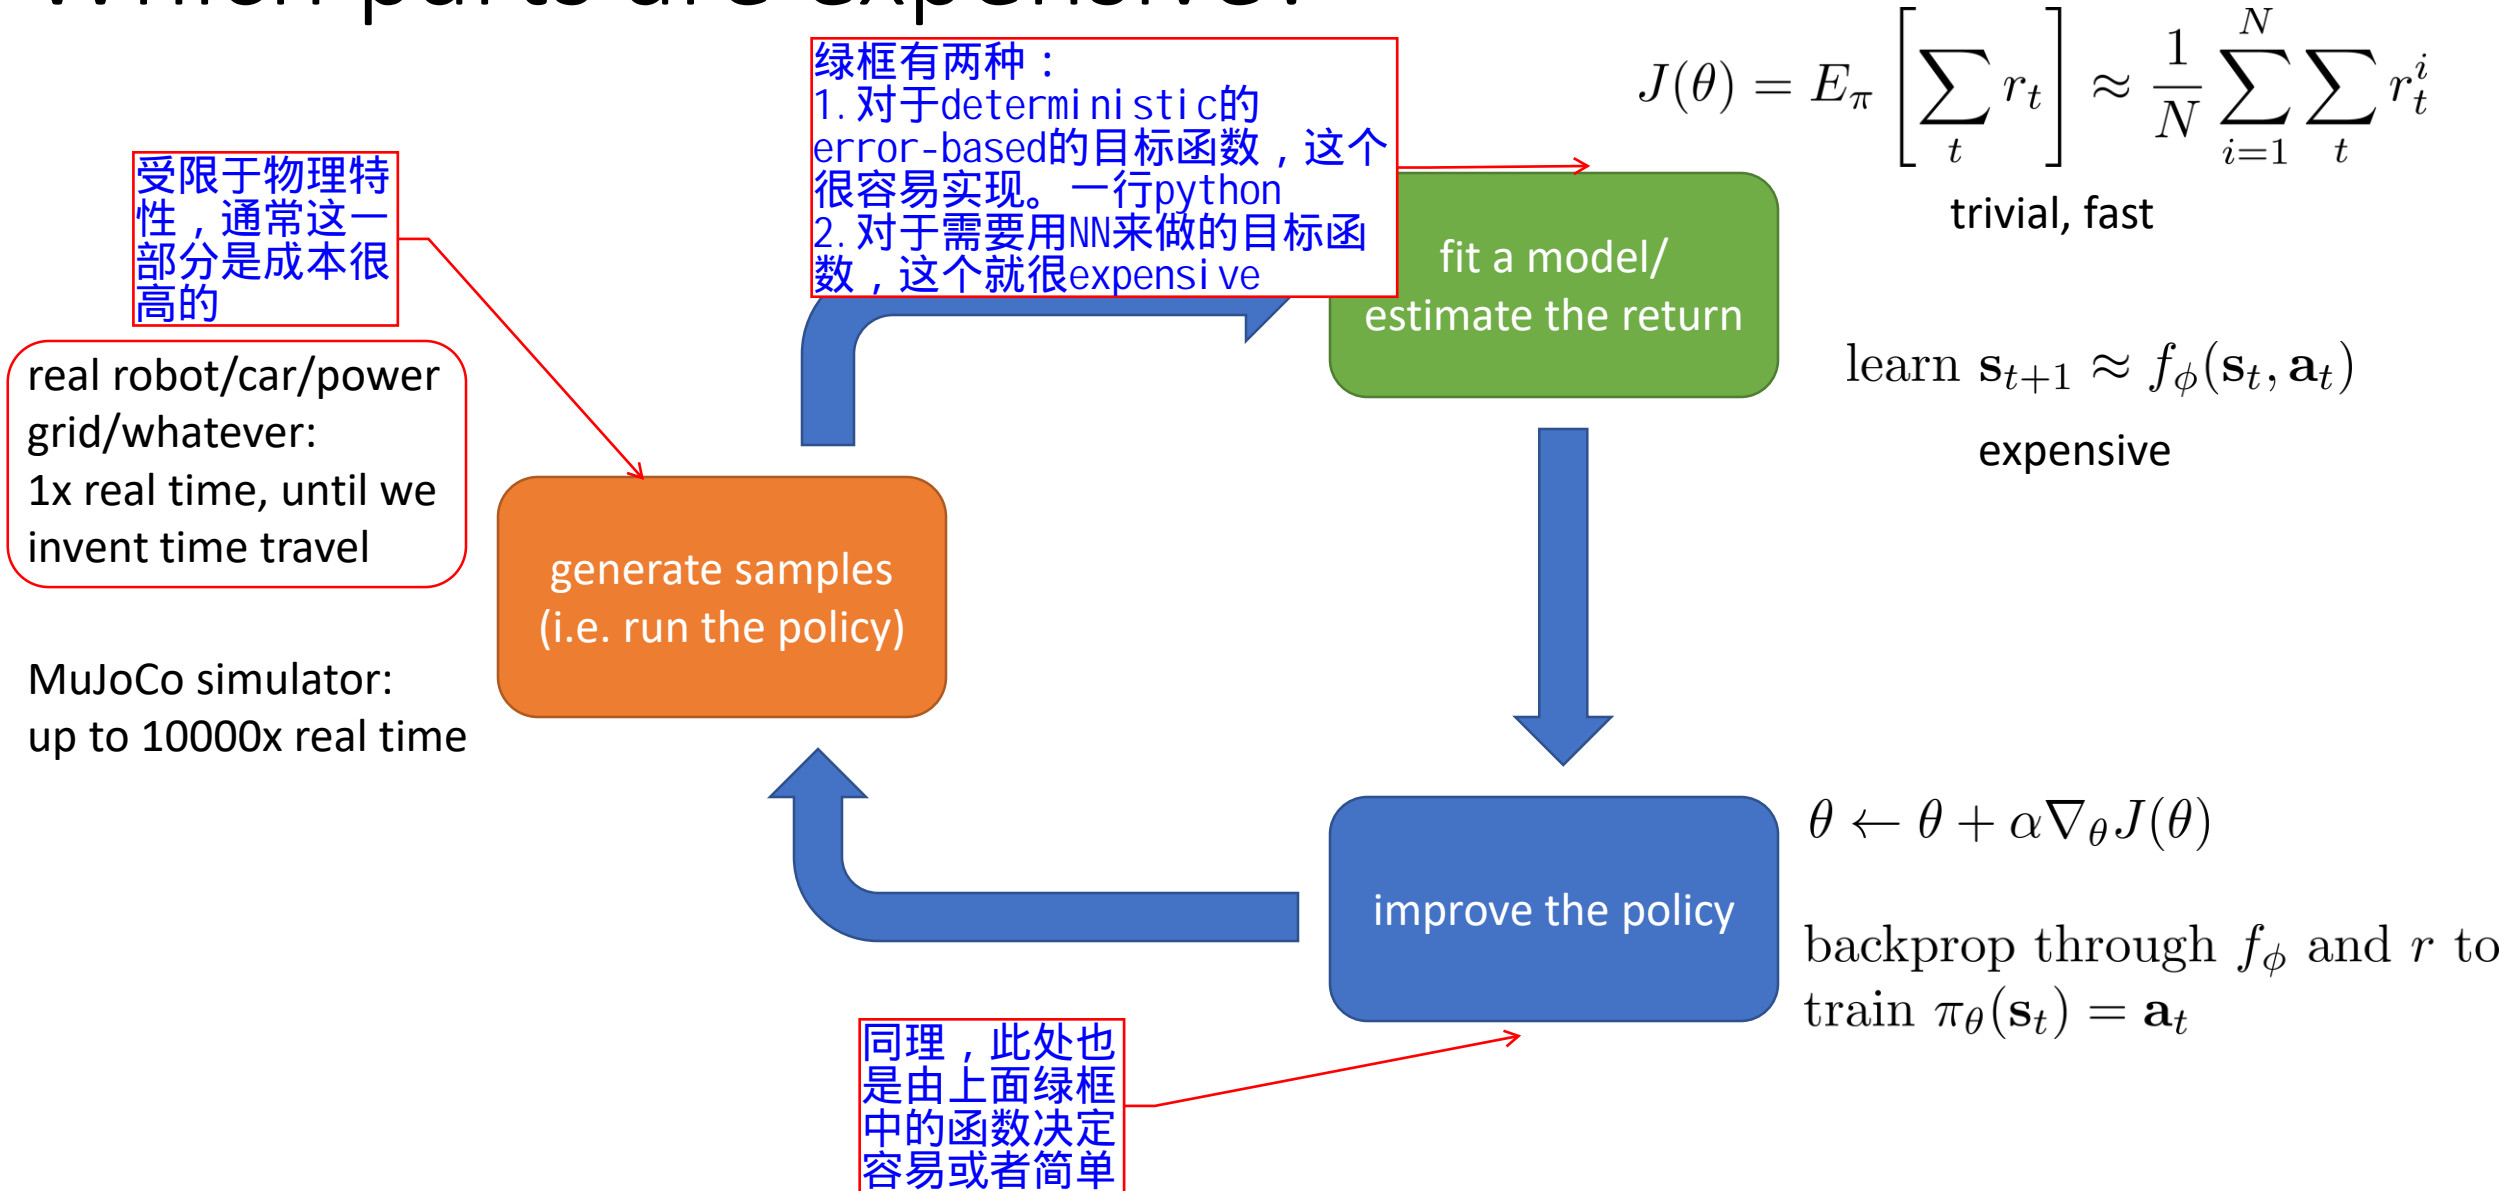 which parts are expensive?
绿框有两种：
1.对于deterministic的
error-based的目标函数，这个
很容易实现。一行python
2.对于需要用NN来做的目标函
数，这个就很expensive
J(θ) = E_π [∑_t r_t] ≈ 1/N ∑_{i=1}^N ∑_t r_t^i
trivial, fast
受限于物理特
性，通常这一
部分是成本很
高的
fit a model/
estimate the return
learn s_{t+1} ≈ f_ϕ(s_t, a_t)
expensive
real robot/car/power
grid/whatever:
1x real time, until we
invent time travel
generate samples
(i.e. run the policy)
MuJoCo simulator:
up to 10000x real time
θ ← θ + α∇_θ J(θ)
improve the policy
backprop through f_ϕ and r to
train π_θ(s_t) = a_t
同理，此处也
是由上面绿框
中的函数决定
容易或者简单